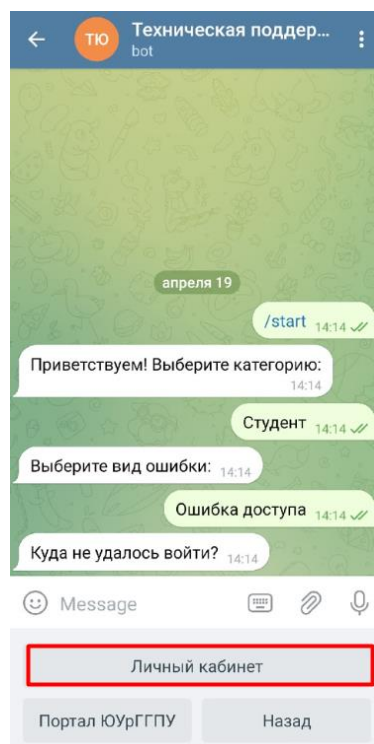 ТЮ
Техническая поддер...
bot
апреля 19
/start 14:14
Приветствуем! Выберите категорию:
14:14
Студент 14:14
Выберите вид ошибки: 14:14
Ошибка доступа 14:14
Куда не удалось войти? 14:14
Message
Личный кабинет
Портал ЮУрГГПУ
Назад